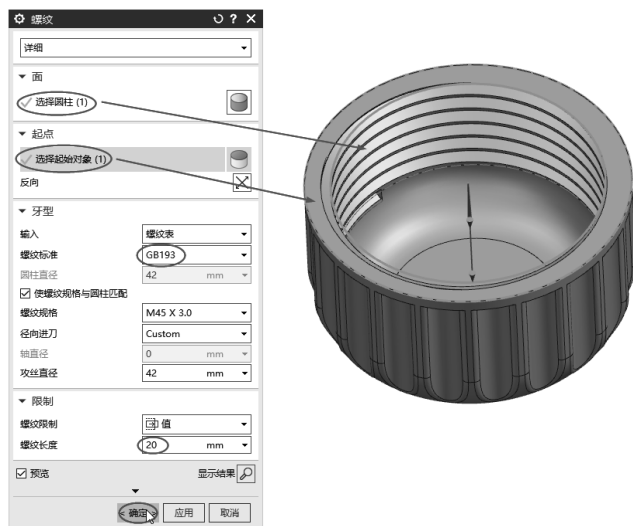 螺纹
详细
面
选择圆柱 (1)
起点
选择起始对象 (1)
反向
牙型
输入 螺纹表
螺纹标准 GB193
圆柱直径 42 mm
使螺纹规格与圆柱匹配
螺纹规格 M45 X 3.0
径向进刀 Custom
轴直径 0 mm
攻丝直径 42 mm
限制
螺纹限制 值
螺纹长度 20 mm
预览 显示结果
<确定> 应用 取消